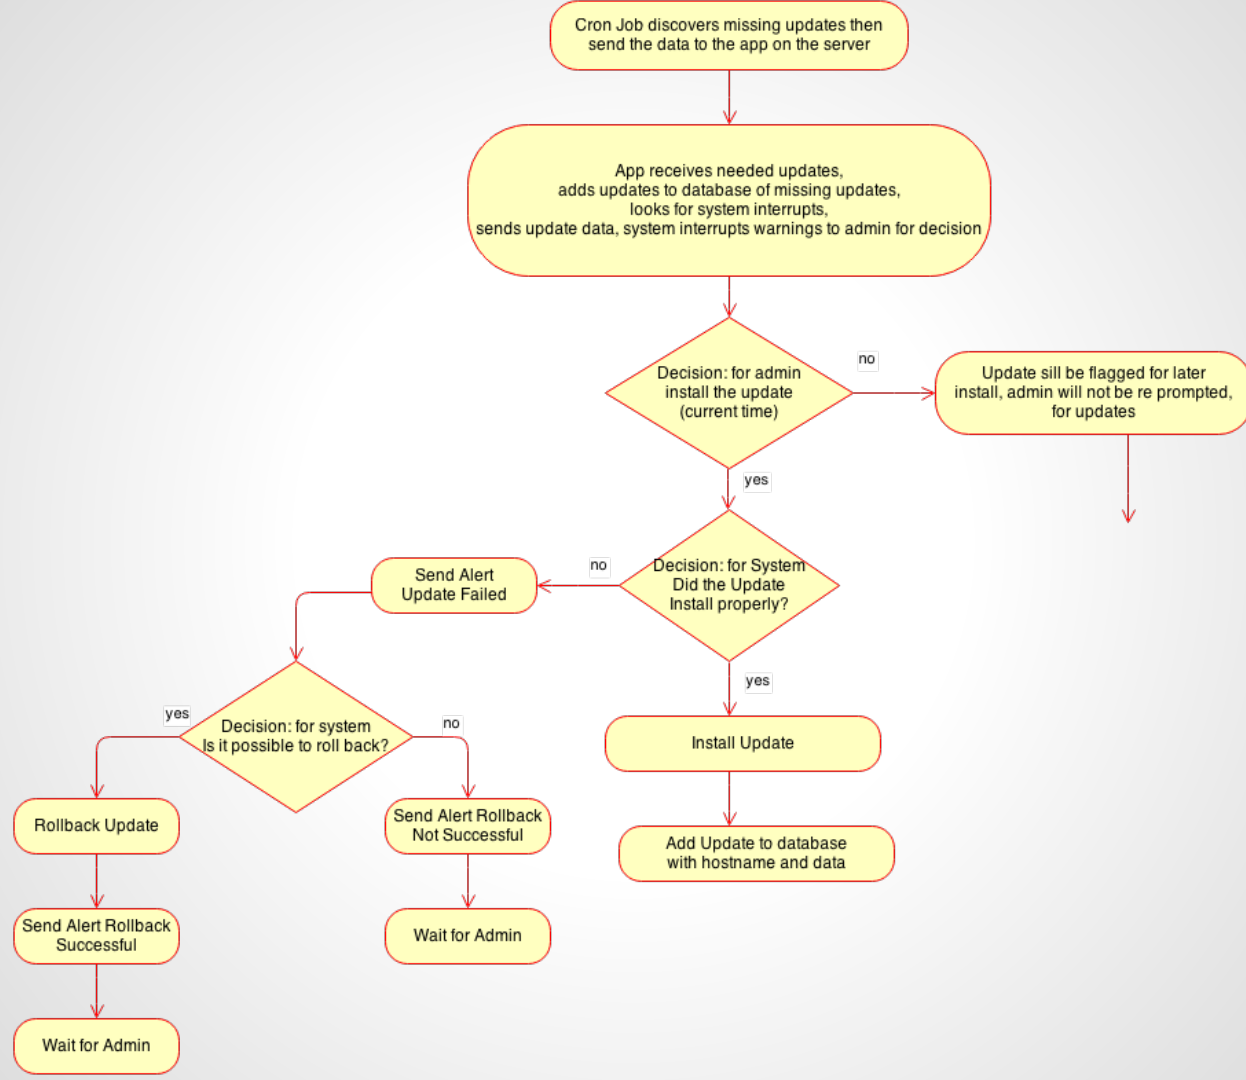 Cron Job discovers missing updates then
send the data to the app on the server
App receives needed updates,
adds updates to database of missing updates,
looks for system interrupts,
sends update data, system interrupts warnings to admin for decision
Decision: for admin
install the update
(current time)
no
Update sill be flagged for later
install, admin will not be re prompted,
for updates
yes
Decision: for System
Did the Update
Install properly?
no
Send Alert
Update Failed
yes
Decision: for system
Is it possible to roll back?
yes
no
Install Update
Rollback Update
Send Alert Rollback
Not Successful
Add Update to database
with hostname and data
Send Alert Rollback
Successful
Wait for Admin
Wait for Admin